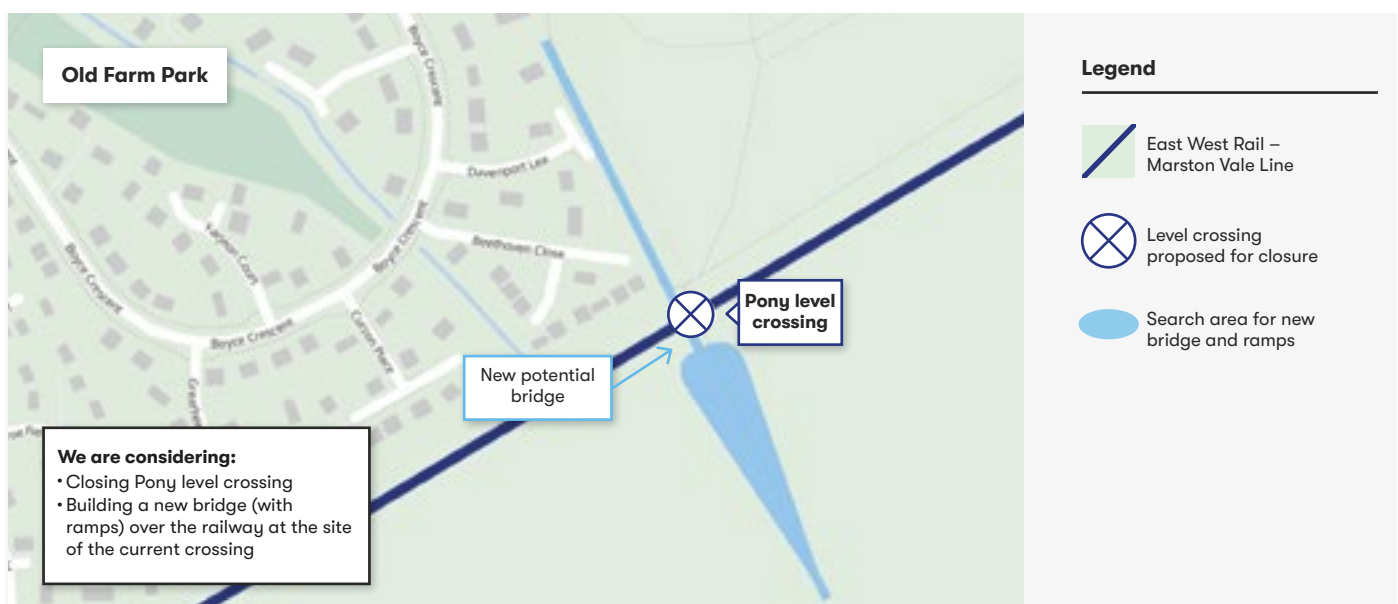 Old Farm Park
Boyce Crescent
Davenport Lea
Boyce Crescent
Beethoven Close
Boyce Crescent
Boyce Crescent
Curzon Place
Pony level
crossing
New potential
bridge
We are considering:
• Closing Pony level crossing
• Building a new bridge (with
ramps) over the railway at the site
of the current crossing
Legend
East West Rail –
Marston Vale Line
Level crossing
proposed for closure
Search area for new
bridge and ramps